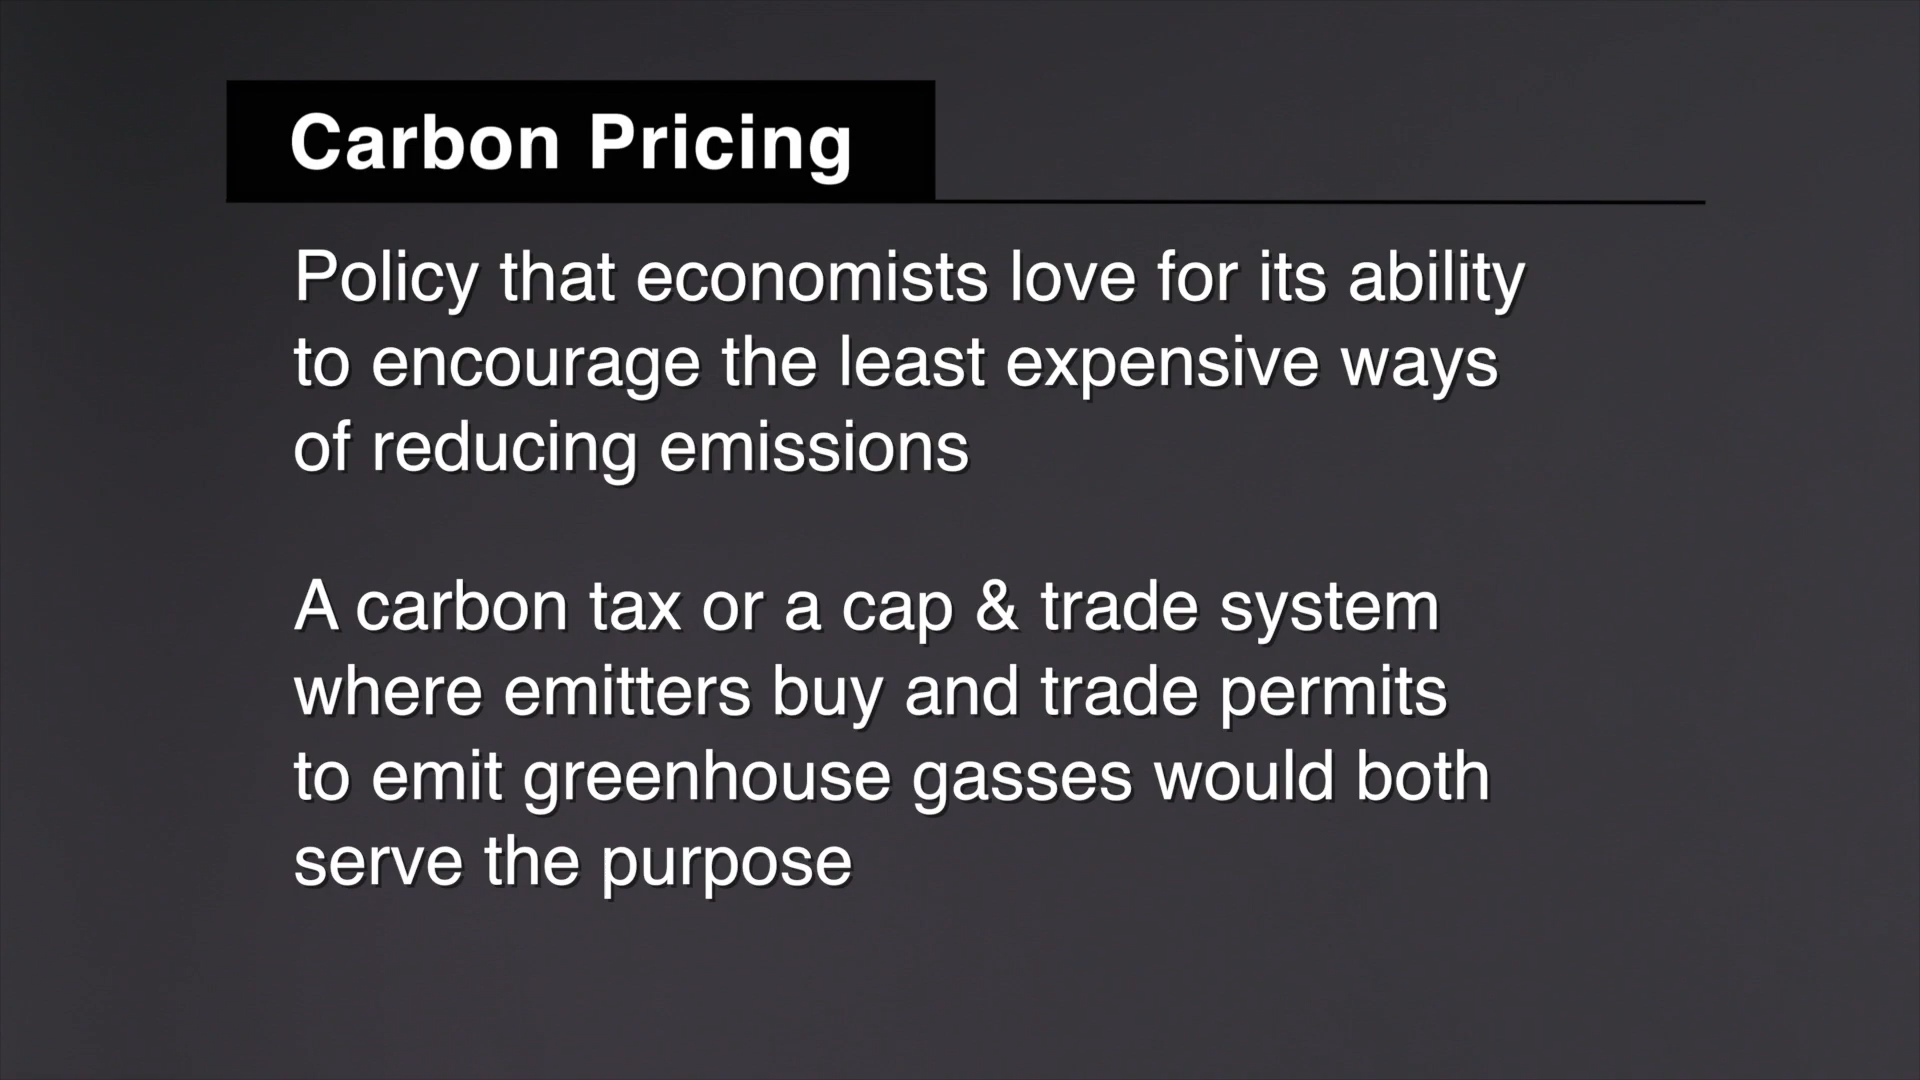 Carbon Pricing
Policy that economists love for its ability
to encourage the least expensive ways
of reducing emissions
A carbon tax or a cap & trade system
where emitters buy and trade permits
to emit greenhouse gasses would both
serve the purpose